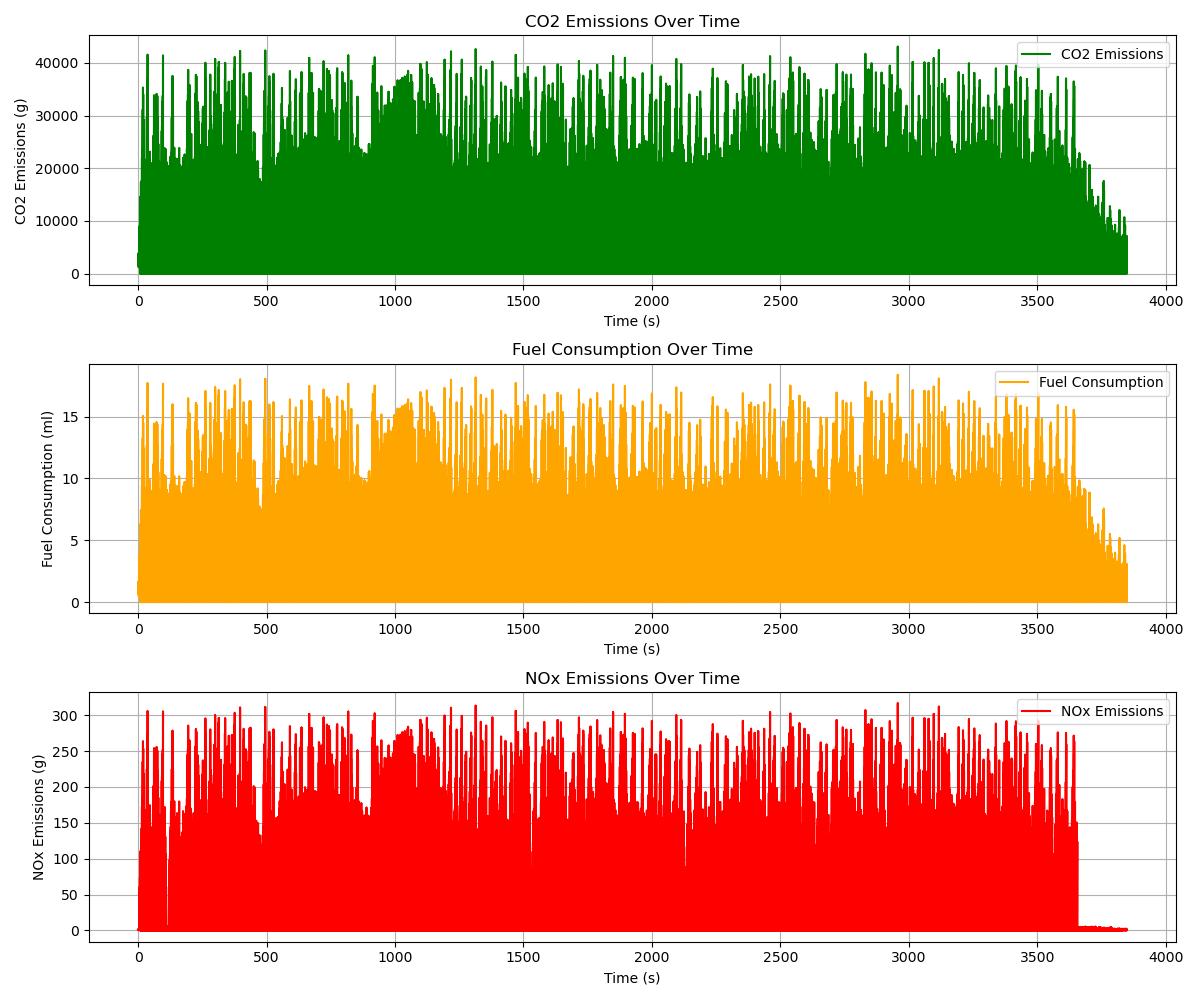 CO2 Emissions Over Time
CO2 Emissions (g)
40000
30000
20000
10000
0
CO2 Emissions
0 500 1000 1500 2000 2500 3000 3500 4000
Time (s)
Fuel Consumption Over Time
Fuel Consumption (ml)
15
10
5
0
Fuel Consumption
0 500 1000 1500 2000 2500 3000 3500 4000
Time (s)
NOx Emissions Over Time
NOx Emissions (g)
300
250
200
150
100
50
0
NOx Emissions
0 500 1000 1500 2000 2500 3000 3500 4000
Time (s)